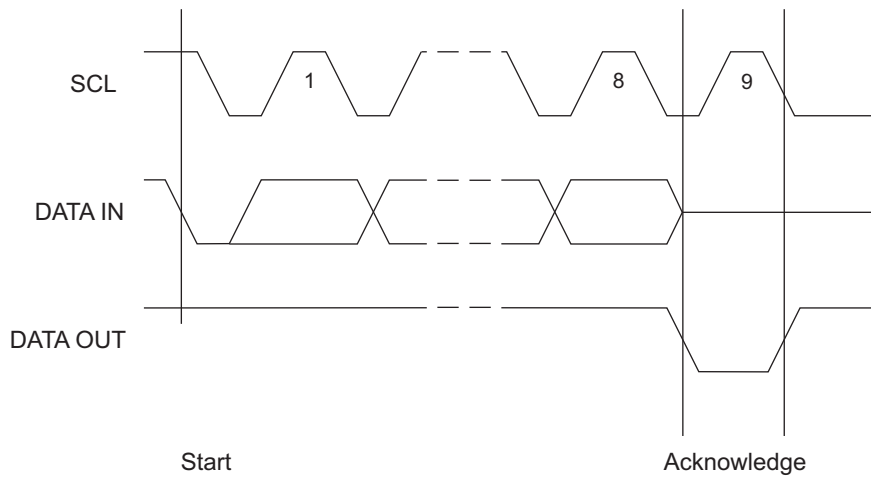 SCL
1
8
9
DATA IN
DATA OUT
Start
Acknowledge